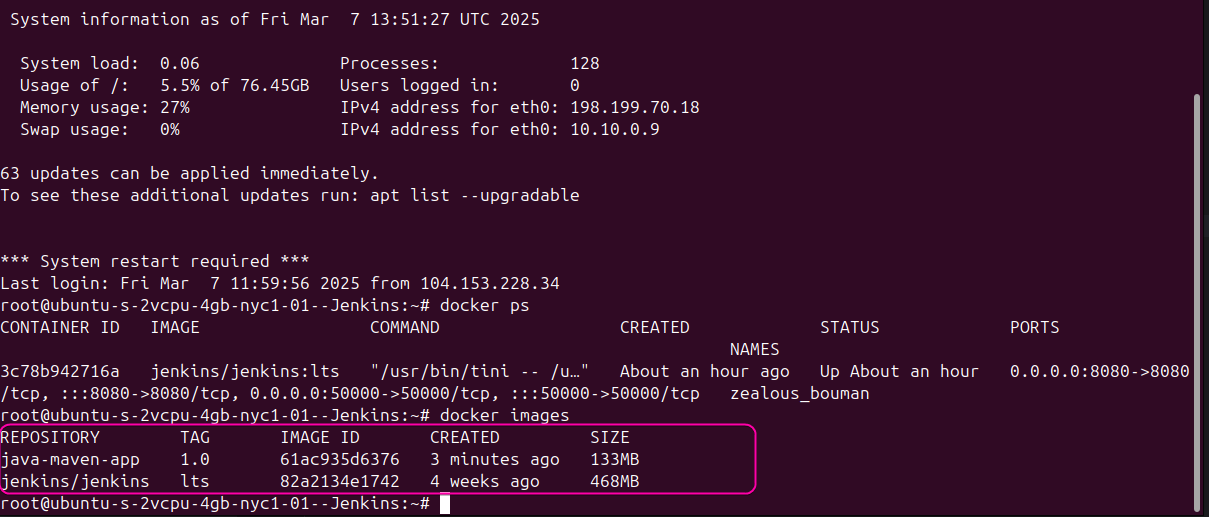 System information as of Fri Mar  7 13:51:27 UTC 2025
System load:  0.06              Processes:             128
Usage of /:   5.5% of 76.45GB   Users logged in:       0
Memory usage: 27%               IPv4 address for eth0: 198.199.70.18
Swap usage:   0%                IPv4 address for eth0: 10.10.0.9
63 updates can be applied immediately.
To see these additional updates run: apt list --upgradable
*** System restart required ***
Last login: Fri Mar  7 11:59:56 2025 from 104.153.228.34
root@ubuntu-s-2vcpu-4gb-nyc1-01--Jenkins:~# docker ps
CONTAINER ID   IMAGE                 COMMAND                  CREATED             STATUS             PORTS
NAMES
3c78b942716a   jenkins/jenkins:lts   "/usr/bin/tini -- /u…"   About an hour ago   Up About an hour   0.0.0.0:8080->8080
/tcp, :::8080->8080/tcp, 0.0.0.0:50000->50000/tcp, :::50000->50000/tcp   zealous_bouman
root@ubuntu-s-2vcpu-4gb-nyc1-01--Jenkins:~# docker images
REPOSITORY        TAG       IMAGE ID       CREATED         SIZE
java-maven-app    1.0       61ac935d6376   3 minutes ago   133MB
jenkins/jenkins   lts       82a2134e1742   4 weeks ago     468MB
root@ubuntu-s-2vcpu-4gb-nyc1-01--Jenkins:~#